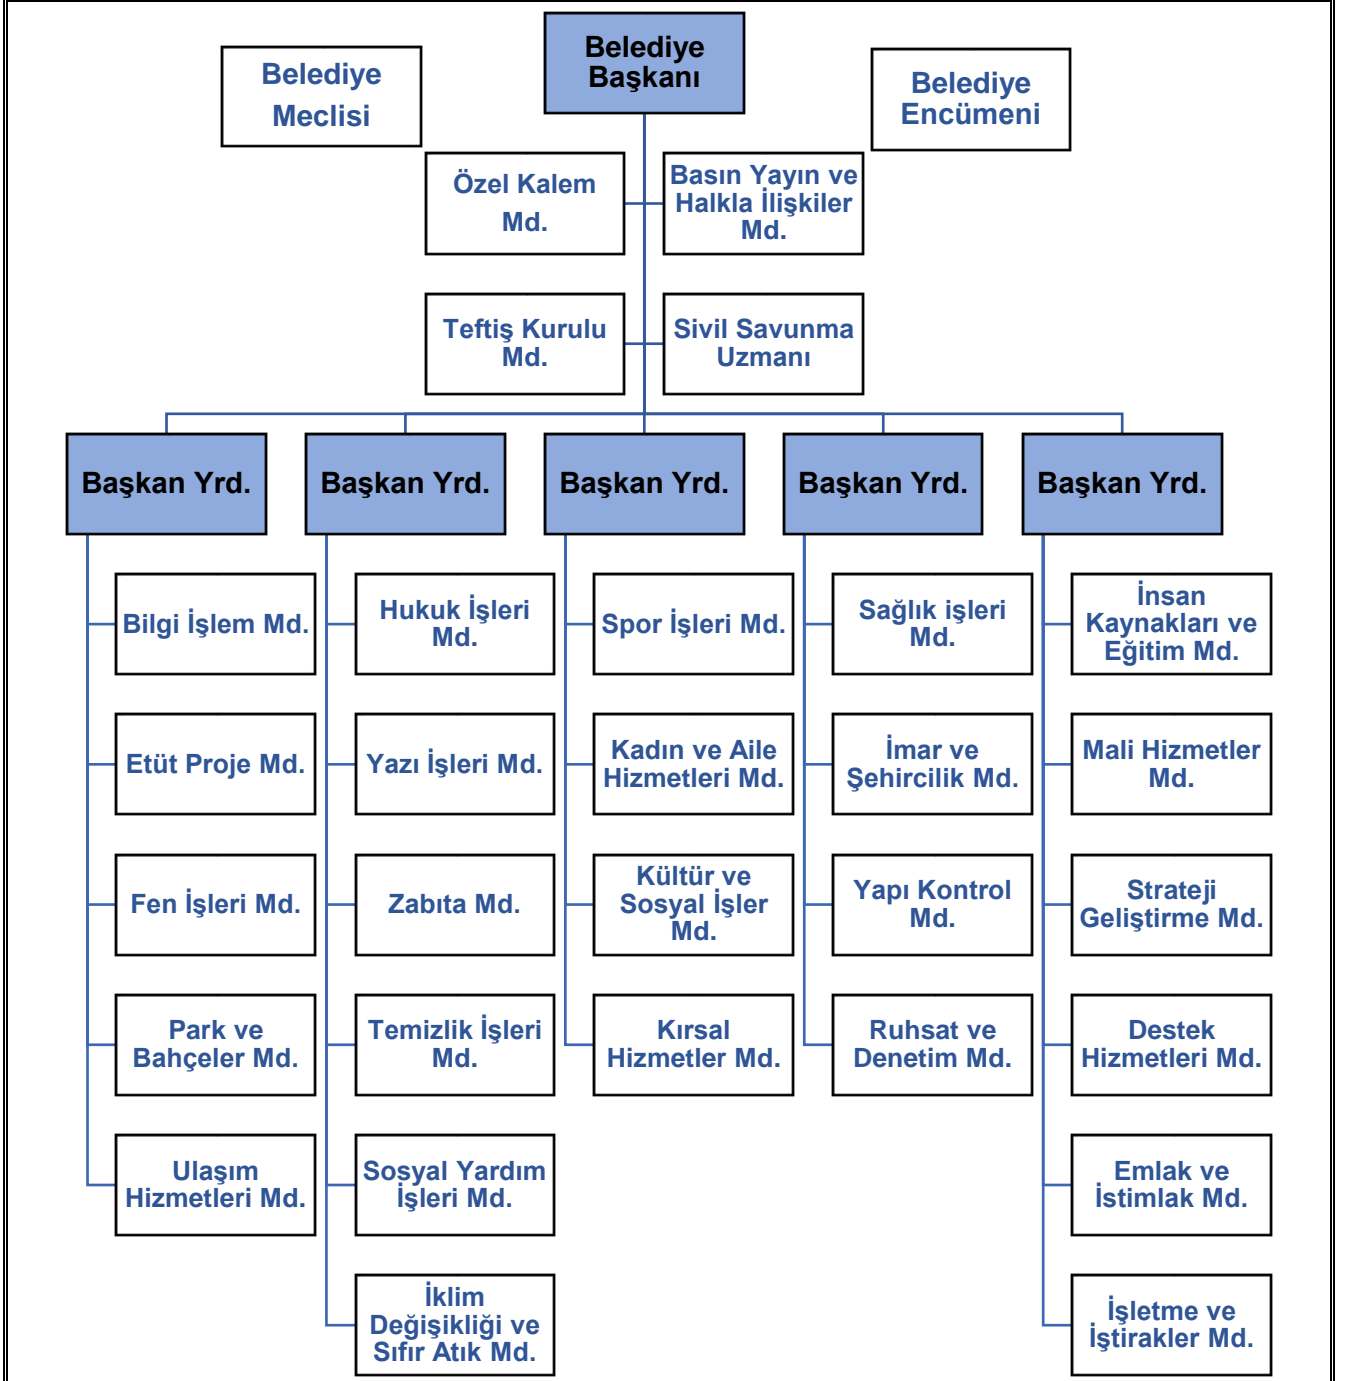 Belediye
Başkanı
Belediye
Meclisi
Belediye
Encümeni
Özel Kalem
Md.
Basın Yayın ve
Halkla İlişkiler
Md.
Teftiş Kurulu
Md.
Sivil Savunma
Uzmanı
Başkan Yrd.
Bilgi İşlem Md.
Etüt Proje Md.
Fen İşleri Md.
Park ve
Bahçeler Md.
Ulaşım
Hizmetleri Md.
Başkan Yrd.
Hukuk İşleri
Md.
Yazı İşleri Md.
Zabıta Md.
Temizlik İşleri
Md.
Sosyal Yardım
İşleri Md.
İklim
Değişikliği ve
Sıfır Atık Md.
Başkan Yrd.
Spor İşleri Md.
Kadın ve Aile
Hizmetleri Md.
Kültür ve
Sosyal İşler
Md.
Kırsal
Hizmetler Md.
Başkan Yrd.
Sağlık işleri
Md.
İmar ve
Şehircilik Md.
Yapı Kontrol
Md.
Ruhsat ve
Denetim Md.
Başkan Yrd.
İnsan
Kaynakları ve
Eğitim Md.
Mali Hizmetler
Md.
Strateji
Geliştirme Md.
Destek
Hizmetleri Md.
Emlak ve
İstimlak Md.
İşletme ve
İştirakler Md.